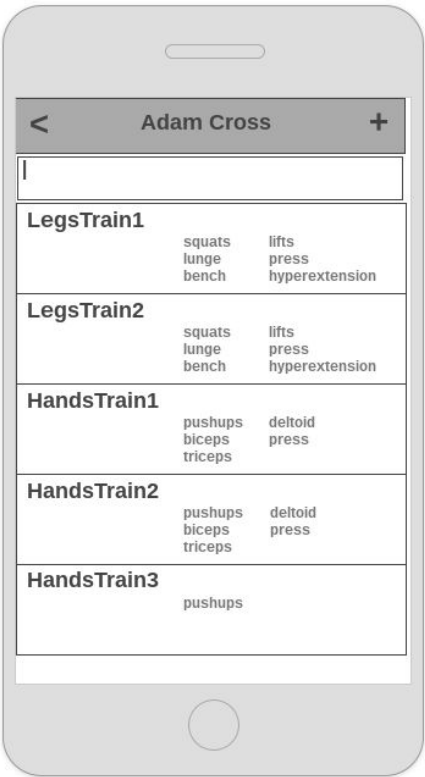 < Adam Cross +
LegsTrain1
squats lifts
lunge press
bench hyperextension
LegsTrain2
squats lifts
lunge press
bench hyperextension
HandsTrain1
pushups deltoid
biceps press
triceps
HandsTrain2
pushups deltoid
biceps press
triceps
HandsTrain3
pushups